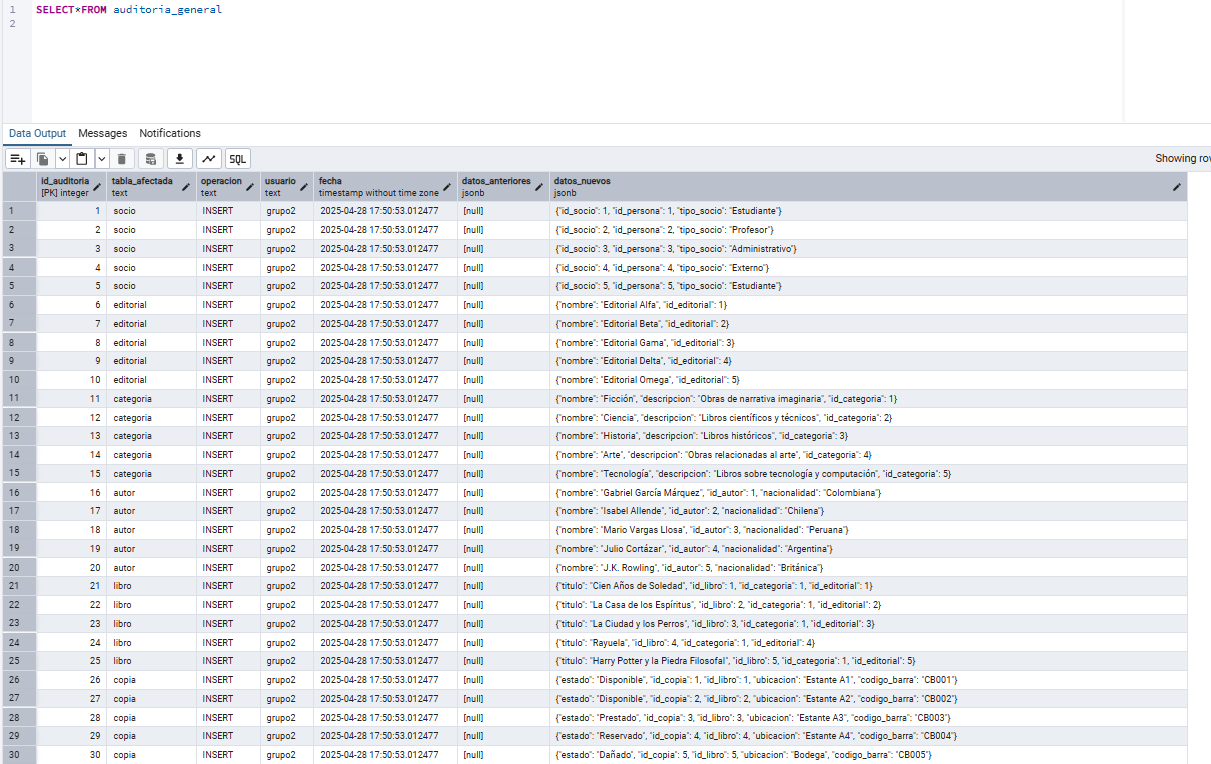 1 SELECT*FROM auditoria_general
2
Data Output Messages Notifications
SQL Showing
id_auditoria [PK] integer tabla_afectada text operacion text usuario text fecha timestamp without time zone datos_anteriores jsonb datos_nuevos jsonb
1 1 socio INSERT grupo2 2025-04-28 17:50:53.012477 [null] {"id_socio": 1, "id_persona": 1, "tipo_socio": "Estudiante"}
2 2 socio INSERT grupo2 2025-04-28 17:50:53.012477 [null] {"id_socio": 2, "id_persona": 2, "tipo_socio": "Profesor"}
3 3 socio INSERT grupo2 2025-04-28 17:50:53.012477 [null] {"id_socio": 3, "id_persona": 3, "tipo_socio": "Administrativo"}
4 4 socio INSERT grupo2 2025-04-28 17:50:53.012477 [null] {"id_socio": 4, "id_persona": 4, "tipo_socio": "Externo"}
5 5 socio INSERT grupo2 2025-04-28 17:50:53.012477 [null] {"id_socio": 5, "id_persona": 5, "tipo_socio": "Estudiante"}
6 6 editorial INSERT grupo2 2025-04-28 17:50:53.012477 [null] {"nombre": "Editorial Alfa", "id_editorial": 1}
7 7 editorial INSERT grupo2 2025-04-28 17:50:53.012477 [null] {"nombre": "Editorial Beta", "id_editorial": 2}
8 8 editorial INSERT grupo2 2025-04-28 17:50:53.012477 [null] {"nombre": "Editorial Gama", "id_editorial": 3}
9 9 editorial INSERT grupo2 2025-04-28 17:50:53.012477 [null] {"nombre": "Editorial Delta", "id_editorial": 4}
10 10 editorial INSERT grupo2 2025-04-28 17:50:53.012477 [null] {"nombre": "Editorial Omega", "id_editorial": 5}
11 11 categoria INSERT grupo2 2025-04-28 17:50:53.012477 [null] {"nombre": "Ficción", "descripcion": "Obras de narrativa imaginaria", "id_categoria": 1}
12 12 categoria INSERT grupo2 2025-04-28 17:50:53.012477 [null] {"nombre": "Ciencia", "descripcion": "Libros científicos y técnicos", "id_categoria": 2}
13 13 categoria INSERT grupo2 2025-04-28 17:50:53.012477 [null] {"nombre": "Historia", "descripcion": "Libros históricos", "id_categoria": 3}
14 14 categoria INSERT grupo2 2025-04-28 17:50:53.012477 [null] {"nombre": "Arte", "descripcion": "Obras relacionadas al arte", "id_categoria": 4}
15 15 categoria INSERT grupo2 2025-04-28 17:50:53.012477 [null] {"nombre": "Tecnología", "descripcion": "Libros sobre tecnología y computación", "id_categoria": 5}
16 16 autor INSERT grupo2 2025-04-28 17:50:53.012477 [null] {"nombre": "Gabriel García Márquez", "id_autor": 1, "nacionalidad": "Colombiana"}
17 17 autor INSERT grupo2 2025-04-28 17:50:53.012477 [null] {"nombre": "Isabel Allende", "id_autor": 2, "nacionalidad": "Chilena"}
18 18 autor INSERT grupo2 2025-04-28 17:50:53.012477 [null] {"nombre": "Mario Vargas Llosa", "id_autor": 3, "nacionalidad": "Peruana"}
19 19 autor INSERT grupo2 2025-04-28 17:50:53.012477 [null] {"nombre": "Julio Cortázar", "id_autor": 4, "nacionalidad": "Argentina"}
20 20 autor INSERT grupo2 2025-04-28 17:50:53.012477 [null] {"nombre": "J.K. Rowling", "id_autor": 5, "nacionalidad": "Británica"}
21 21 libro INSERT grupo2 2025-04-28 17:50:53.012477 [null] {"titulo": "Cien Años de Soledad", "id_libro": 1, "id_categoria": 1, "id_editorial": 1}
22 22 libro INSERT grupo2 2025-04-28 17:50:53.012477 [null] {"titulo": "La Casa de los Espíritus", "id_libro": 2, "id_categoria": 1, "id_editorial": 2}
23 23 libro INSERT grupo2 2025-04-28 17:50:53.012477 [null] {"titulo": "La Ciudad y los Perros", "id_libro": 3, "id_categoria": 1, "id_editorial": 3}
24 24 libro INSERT grupo2 2025-04-28 17:50:53.012477 [null] {"titulo": "Rayuela", "id_libro": 4, "id_categoria": 1, "id_editorial": 4}
25 25 libro INSERT grupo2 2025-04-28 17:50:53.012477 [null] {"titulo": "Harry Potter y la Piedra Filosofal", "id_libro": 5, "id_categoria": 1, "id_editorial": 5}
26 26 copia INSERT grupo2 2025-04-28 17:50:53.012477 [null] {"estado": "Disponible", "id_copia": 1, "id_libro": 1, "ubicacion": "Estante A1", "codigo_barra": "CB001"}
27 27 copia INSERT grupo2 2025-04-28 17:50:53.012477 [null] {"estado": "Disponible", "id_copia": 2, "id_libro": 2, "ubicacion": "Estante A2", "codigo_barra": "CB002"}
28 28 copia INSERT grupo2 2025-04-28 17:50:53.012477 [null] {"estado": "Prestado", "id_copia": 3, "id_libro": 3, "ubicacion": "Estante A3", "codigo_barra": "CB003"}
29 29 copia INSERT grupo2 2025-04-28 17:50:53.012477 [null] {"estado": "Reservado", "id_copia": 4, "id_libro": 4, "ubicacion": "Estante A4", "codigo_barra": "CB004"}
30 30 copia INSERT grupo2 2025-04-28 17:50:53.012477 [null] {"estado": "Dañado", "id_copia": 5, "id_libro": 5, "ubicacion": "Bodega", "codigo_barra": "CB005"}